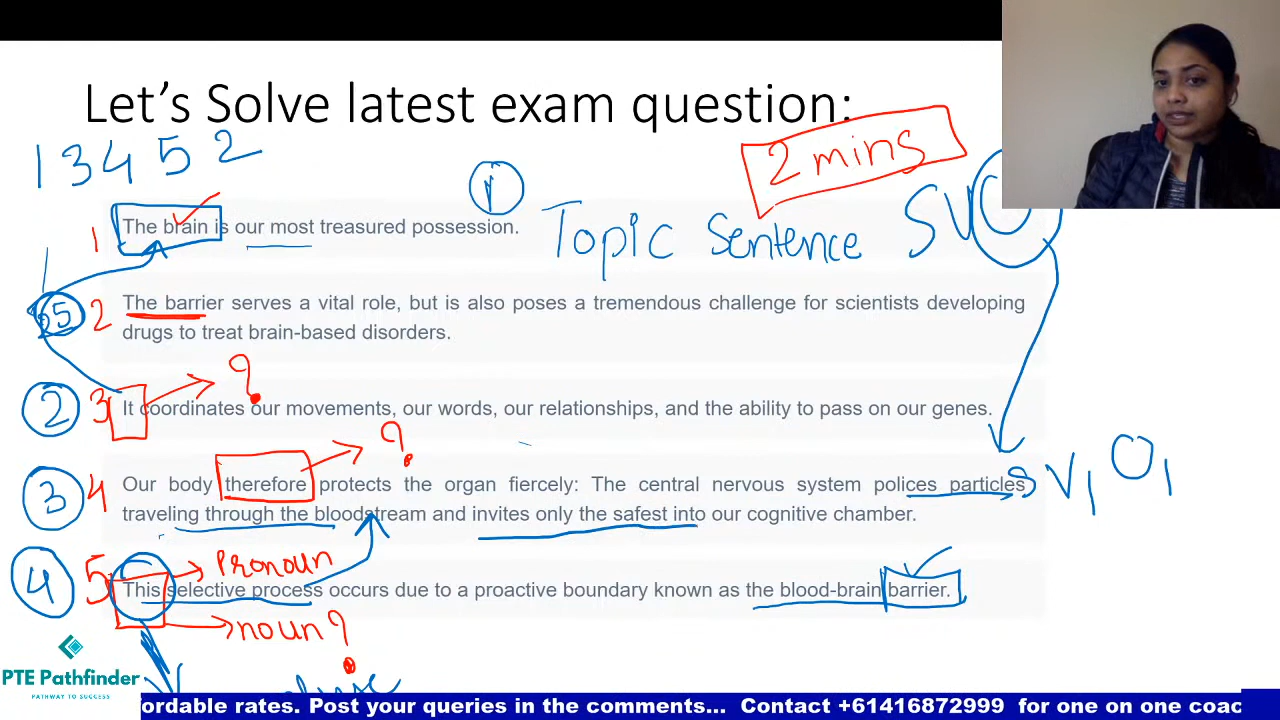 Let's Solve latest exam question:
1 3 4 5 2
2 mins
1
1 The brain is our most treasured possession.
Topic Sentence
S V O
5 2 The barrier serves a vital role, but is also poses a tremendous challenge for scientists developing
drugs to treat brain-based disorders.
?
2 3 It coordinates our movements, our words, our relationships, and the ability to pass on our genes.
?
3 4 Our body therefore protects the organ fiercely: The central nervous system polices particles
traveling through the bloodstream and invites only the safest into our cognitive chamber.
S V1 O1
Pronoun
4 5 This selective process occurs due to a proactive boundary known as the blood-brain barrier.
noun?
PTE Pathfinder
PATHWAY TO SUCCESS
ordable rates. Post your queries in the comments... Contact +61416872999 for one on one coac